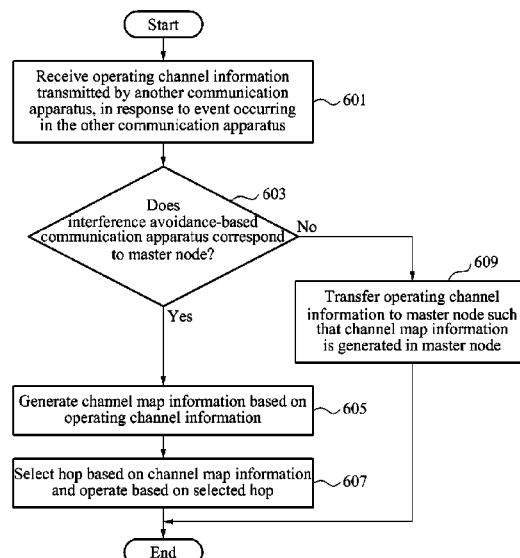 Start
Receive operating channel information
transmitted by another communication
apparatus, in response to event occurring
in the other communication apparatus
601
Does
interference avoidance-based
communication apparatus correspond
to master node?
603
No
Yes
609
Transfer operating channel
information to master node such
that channel map information
is generated in master node
Generate channel map information based on
operating channel information
605
Select hop based on channel map information
and operate based on selected hop
607
End